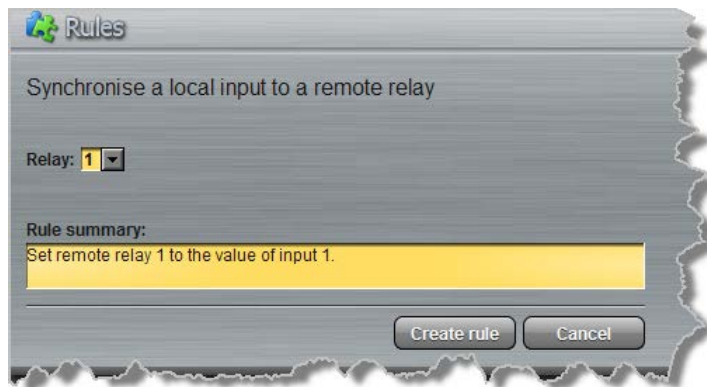 Rules
Synchronise a local input to a remote relay
Relay: 1
Rule summary:
Set remote relay 1 to the value of input 1.
Create rule Cancel